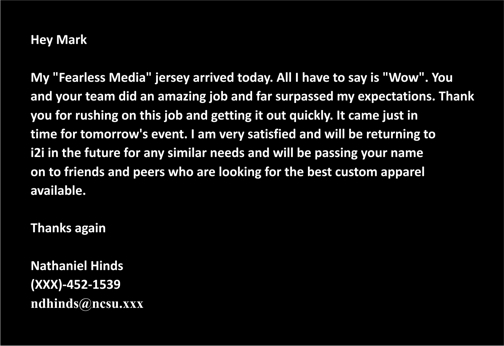 Hey Mark
My "Fearless Media" jersey arrived today. All I have to say is "Wow". You
and your team did an amazing job and far surpassed my expectations. Thank
you for rushing on this job and getting it out quickly. It came just in
time for tomorrow's event. I am very satisfied and will be returning to
i2i in the future for any similar needs and will be passing your name
on to friends and peers who are looking for the best custom apparel
available.
Thanks again
Nathaniel Hinds
(XXX)-452-1539
ndhinds@ncsu.xxx